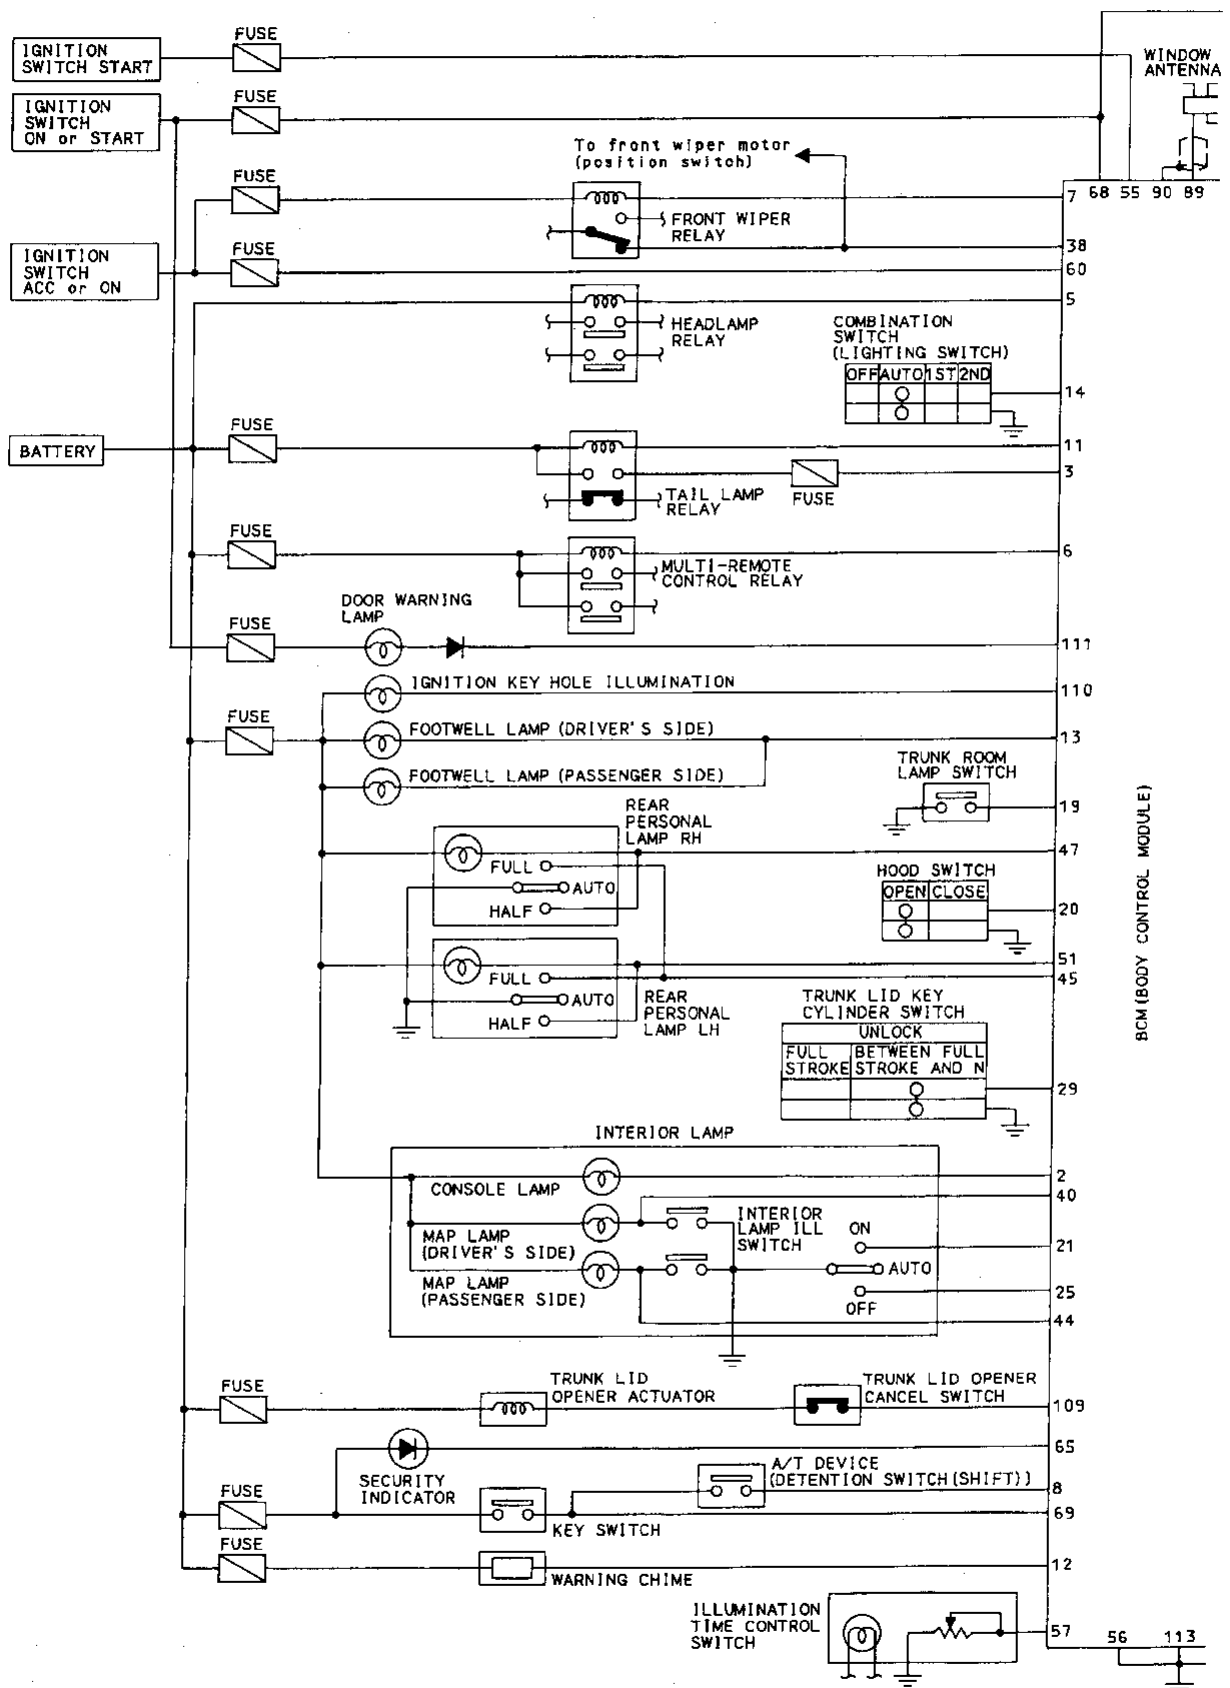 FUSE
IGNITION
SWITCH START
WINDOW
ANTENNA
FUSE
IGNITION
SWITCH
ON or START
To front wiper motor
(position switch)
FUSE
7
68 55 90 89
FRONT WIPER
RELAY
38
FUSE
IGNITION
SWITCH
ACC or ON
60
5
HEADLAMP
RELAY
COMBINATION
SWITCH
(LIGHTING SWITCH)
OFF AUTO 1ST 2ND
14
FUSE
BATTERY
11
3
TAIL LAMP
RELAY
FUSE
FUSE
6
MULTI-REMOTE
CONTROL RELAY
DOOR WARNING
LAMP
FUSE
111
IGNITION KEY HOLE ILLUMINATION
110
FUSE
FOOTWELL LAMP (DRIVER'S SIDE)
13
FOOTWELL LAMP (PASSENGER SIDE)
TRUNK ROOM
LAMP SWITCH
19
REAR
PERSONAL
LAMP RH
47
FULL
AUTO
HALF
HOOD SWITCH
OPEN CLOSE
20
BCM (BODY CONTROL MODULE)
51
45
FULL
AUTO
HALF
REAR
PERSONAL
LAMP LH
TRUNK LID KEY
CYLINDER SWITCH
UNLOCK
FULL
STROKE
BETWEEN FULL
STROKE AND N
29
INTERIOR LAMP
CONSOLE LAMP
2
40
MAP LAMP
(DRIVER'S SIDE)
INTERIOR
LAMP ILL
SWITCH
ON
21
AUTO
MAP LAMP
(PASSENGER SIDE)
25
OFF
44
FUSE
TRUNK LID
OPENER ACTUATOR
TRUNK LID OPENER
CANCEL SWITCH
109
65
SECURITY
INDICATOR
A/T DEVICE
(DETENTION SWITCH (SHIFT))
8
FUSE
KEY SWITCH
69
FUSE
WARNING CHIME
12
ILLUMINATION
TIME CONTROL
SWITCH
57
56
113